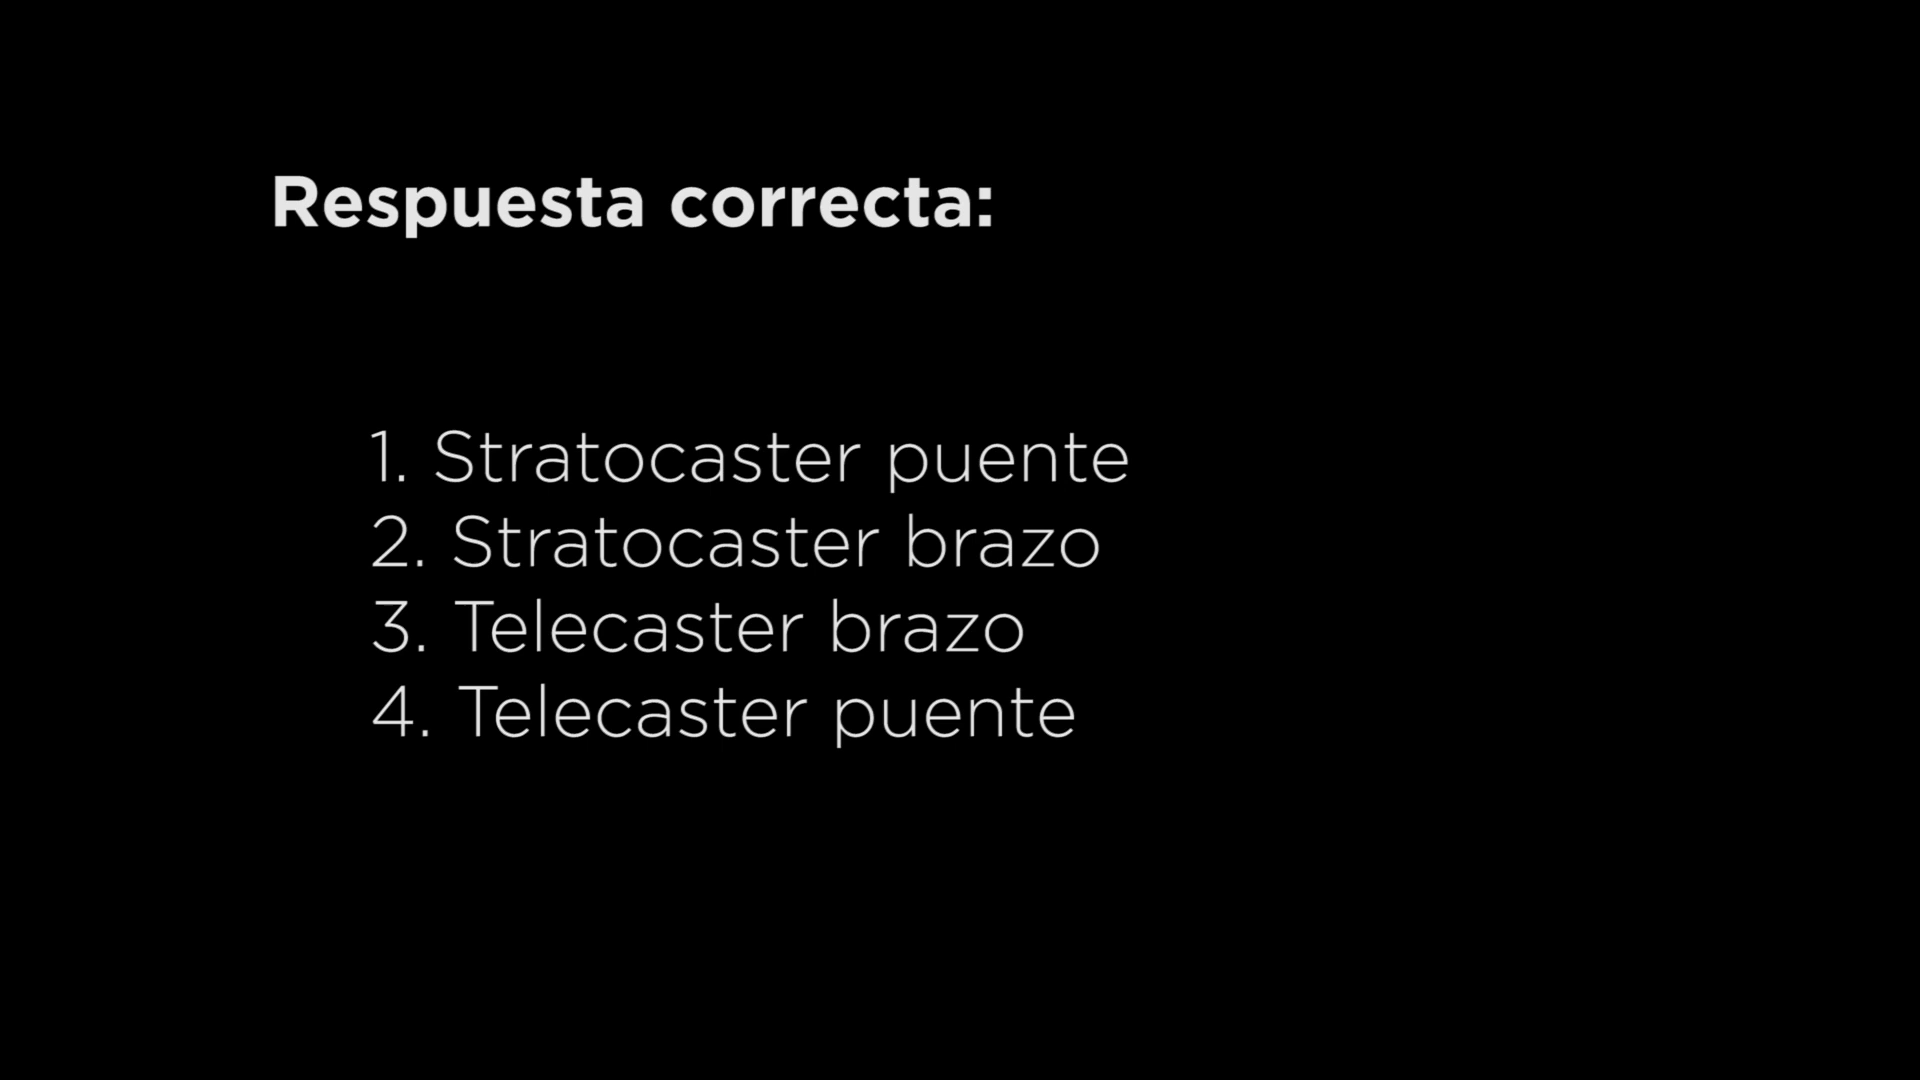 Respuesta correcta:
1. Stratocaster puente
2. Stratocaster brazo
3. Telecaster brazo
4. Telecaster puente